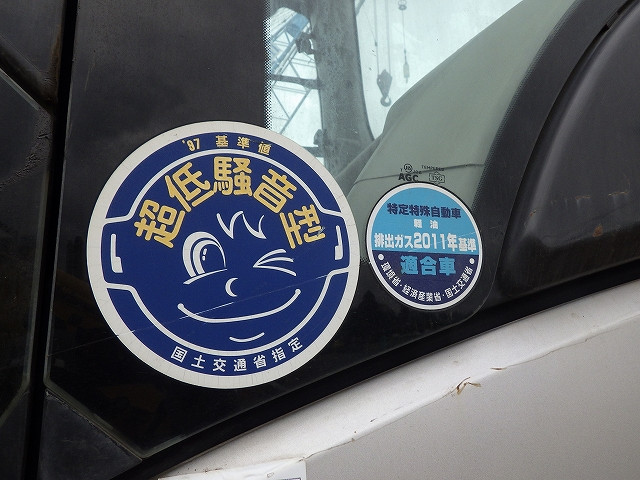 '97 基準値
超低騒音型
国土交通省指定
AGC
特定特殊自動車
軽油
排出ガス2011年基準
適合車
・環境省・経済産業省・国土交通省・